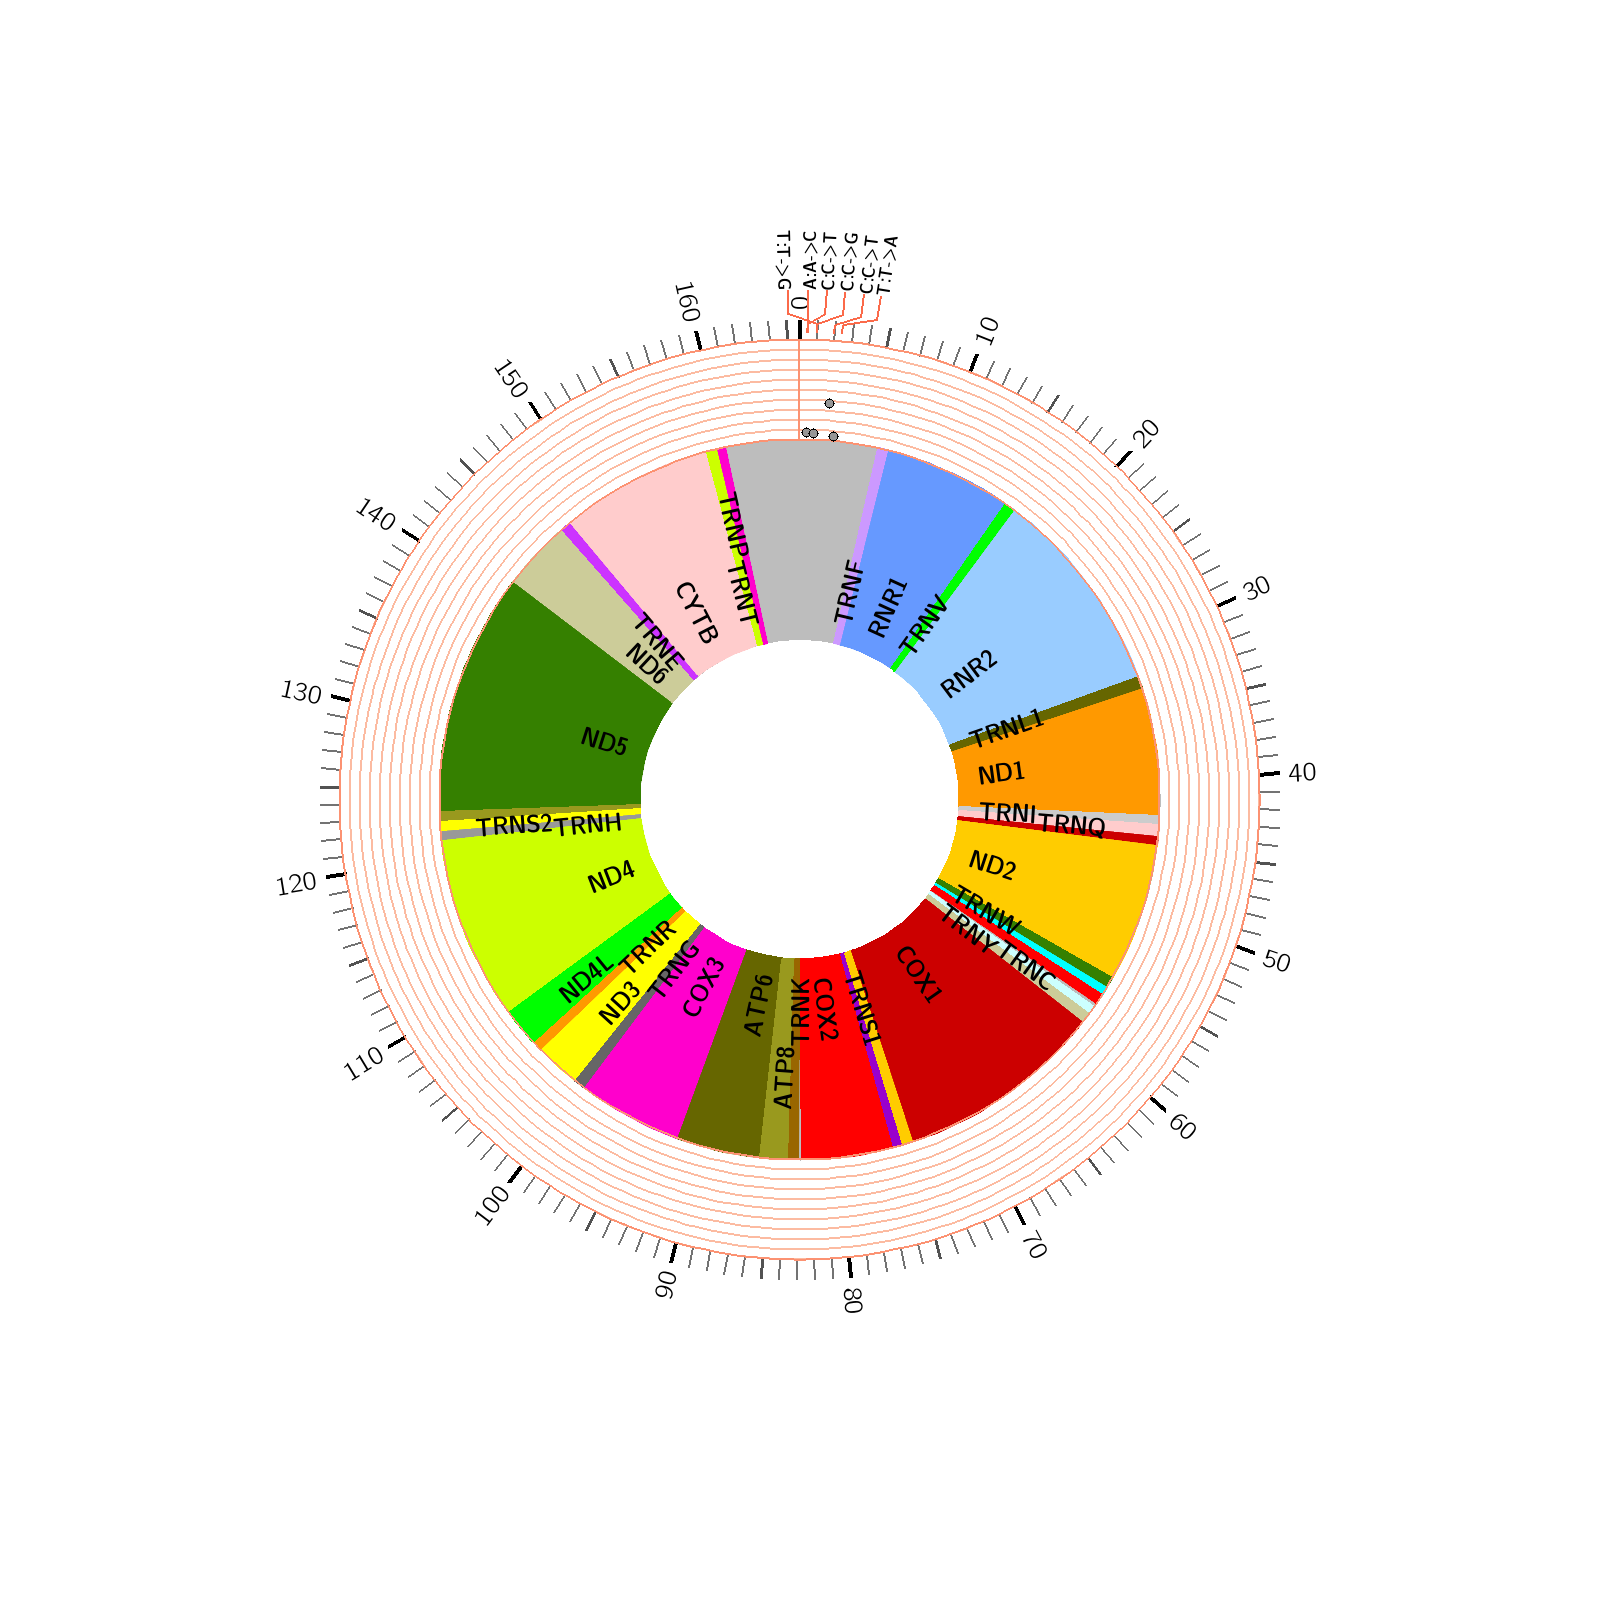 T:T->G
A:A->C
C:C->T
C:C->G
C:C->T
T:T->A
0
10
20
30
40
50
60
70
80
90
100
110
120
130
140
150
160
TRNF
RNR1
TRNV
RNR2
TRNL1
ND1
TRNI
TRNQ
ND2
TRNW
TRNY
TRNC
COX1
TRNS1
COX2
TRNK
ATP8
ATP6
COX3
TRNG
ND3
TRNR
ND4L
ND4
TRNH
TRNS2
ND5
ND6
TRNE
CYTB
TRNT
TRNP